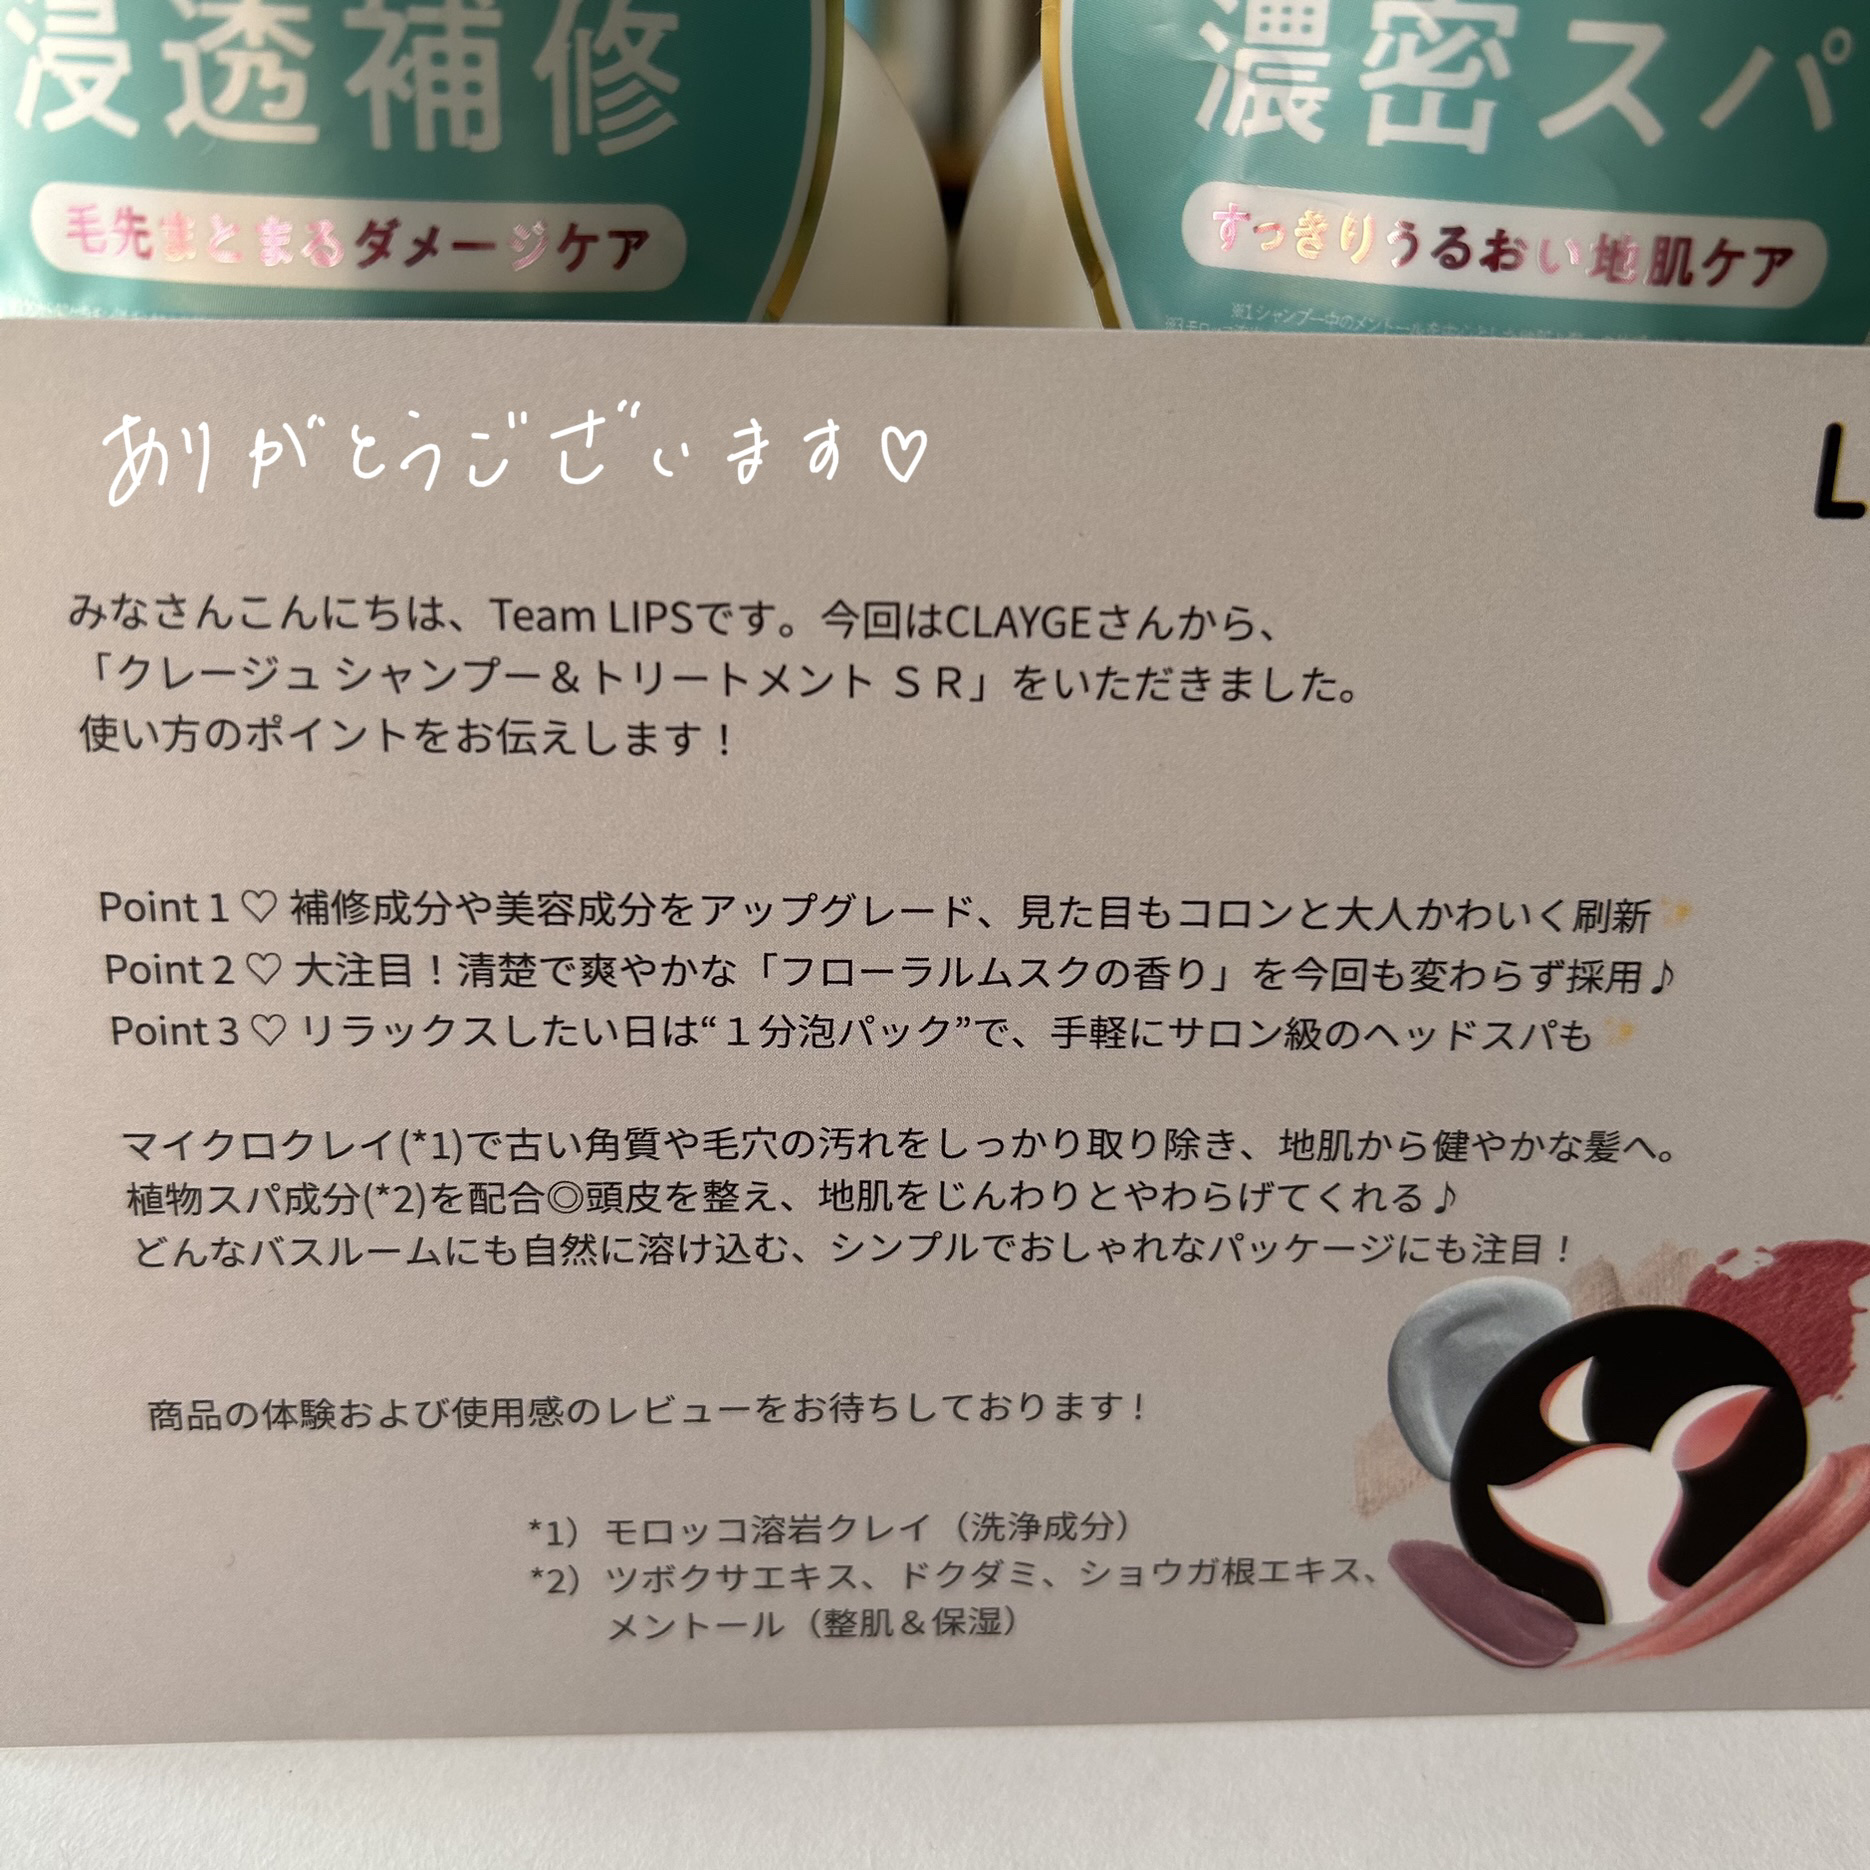 浸透補修
毛先まとまるダメージケア
濃密スパ
すっきりうるおい地肌ケア
ありがとうございます♡
L
みなさんこんにちは、Team LIPSです。今回はCLAYGEさんから、
「クレージュ シャンプー＆トリートメント ＳＲ」をいただきました。
使い方のポイントをお伝えします！
Point 1 ♡ 補修成分や美容成分をアップグレード、見た目もコロンと大人かわいく刷新✨
Point 2 ♡ 大注目！清楚で爽やかな「フローラルムスクの香り」を今回も変わらず採用♪
Point 3 ♡ リラックスしたい日は“１分泡パック”で、手軽にサロン級のヘッドスパも✨
マイクロクレイ(*1)で古い角質や毛穴の汚れをしっかり取り除き、地肌から健やかな髪へ。
植物スパ成分(*2)を配合◎頭皮を整え、地肌をじんわりとやわらげてくれる♪
どんなバスルームにも自然に溶け込む、シンプルでおしゃれなパッケージにも注目！
商品の体験および使用感のレビューをお待ちしております！
*1）モロッコ溶岩クレイ（洗浄成分）
*2）ツボクサエキス、ドクダミ、ショウガ根エキス、
メントール（整肌＆保湿）